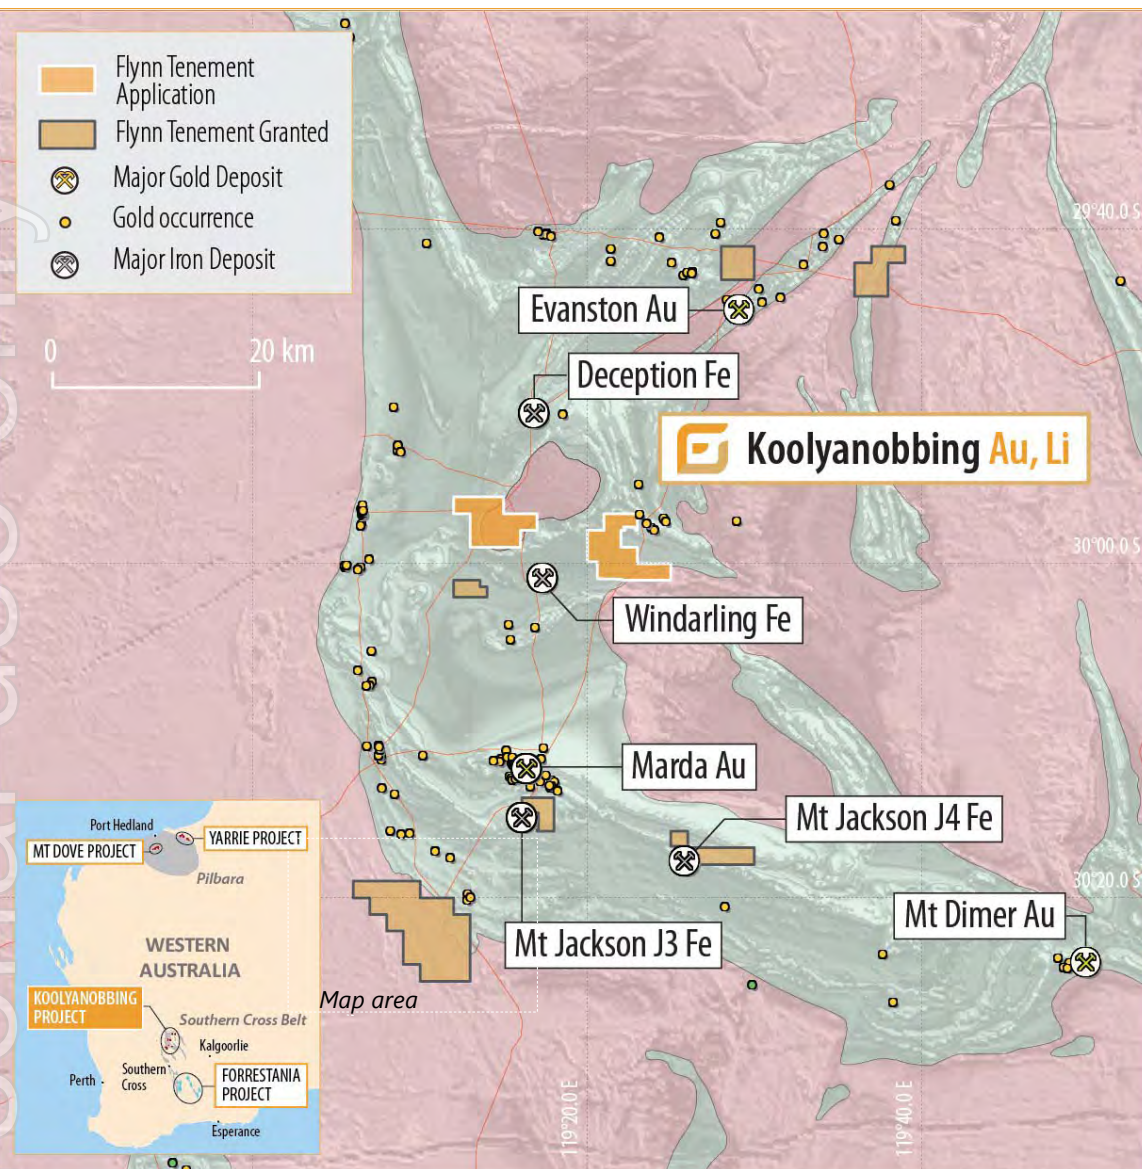 Flynn Tenement
Application
Flynn Tenement Granted
Major Gold Deposit
Gold occurrence
Major Iron Deposit
0
20 km
29°40.0 S
Evanston Au
Deception Fe
Koolyanobbing Au, Li
30°00.0 S
Windarling Fe
Marda Au
Mt Jackson J4 Fe
30°20.0 S
Mt Dimer Au
Mt Jackson J3 Fe
Port Hedland
YARRIE PROJECT
MT DOVE PROJECT
Pilbara
WESTERN
AUSTRALIA
KOOLYANOBBING
PROJECT
Map area
Southern Cross Belt
Kalgoorlie
Southern
Cross
Perth
FORRESTANIA
PROJECT
Esperance
119°20.0 E
119°40.0 E